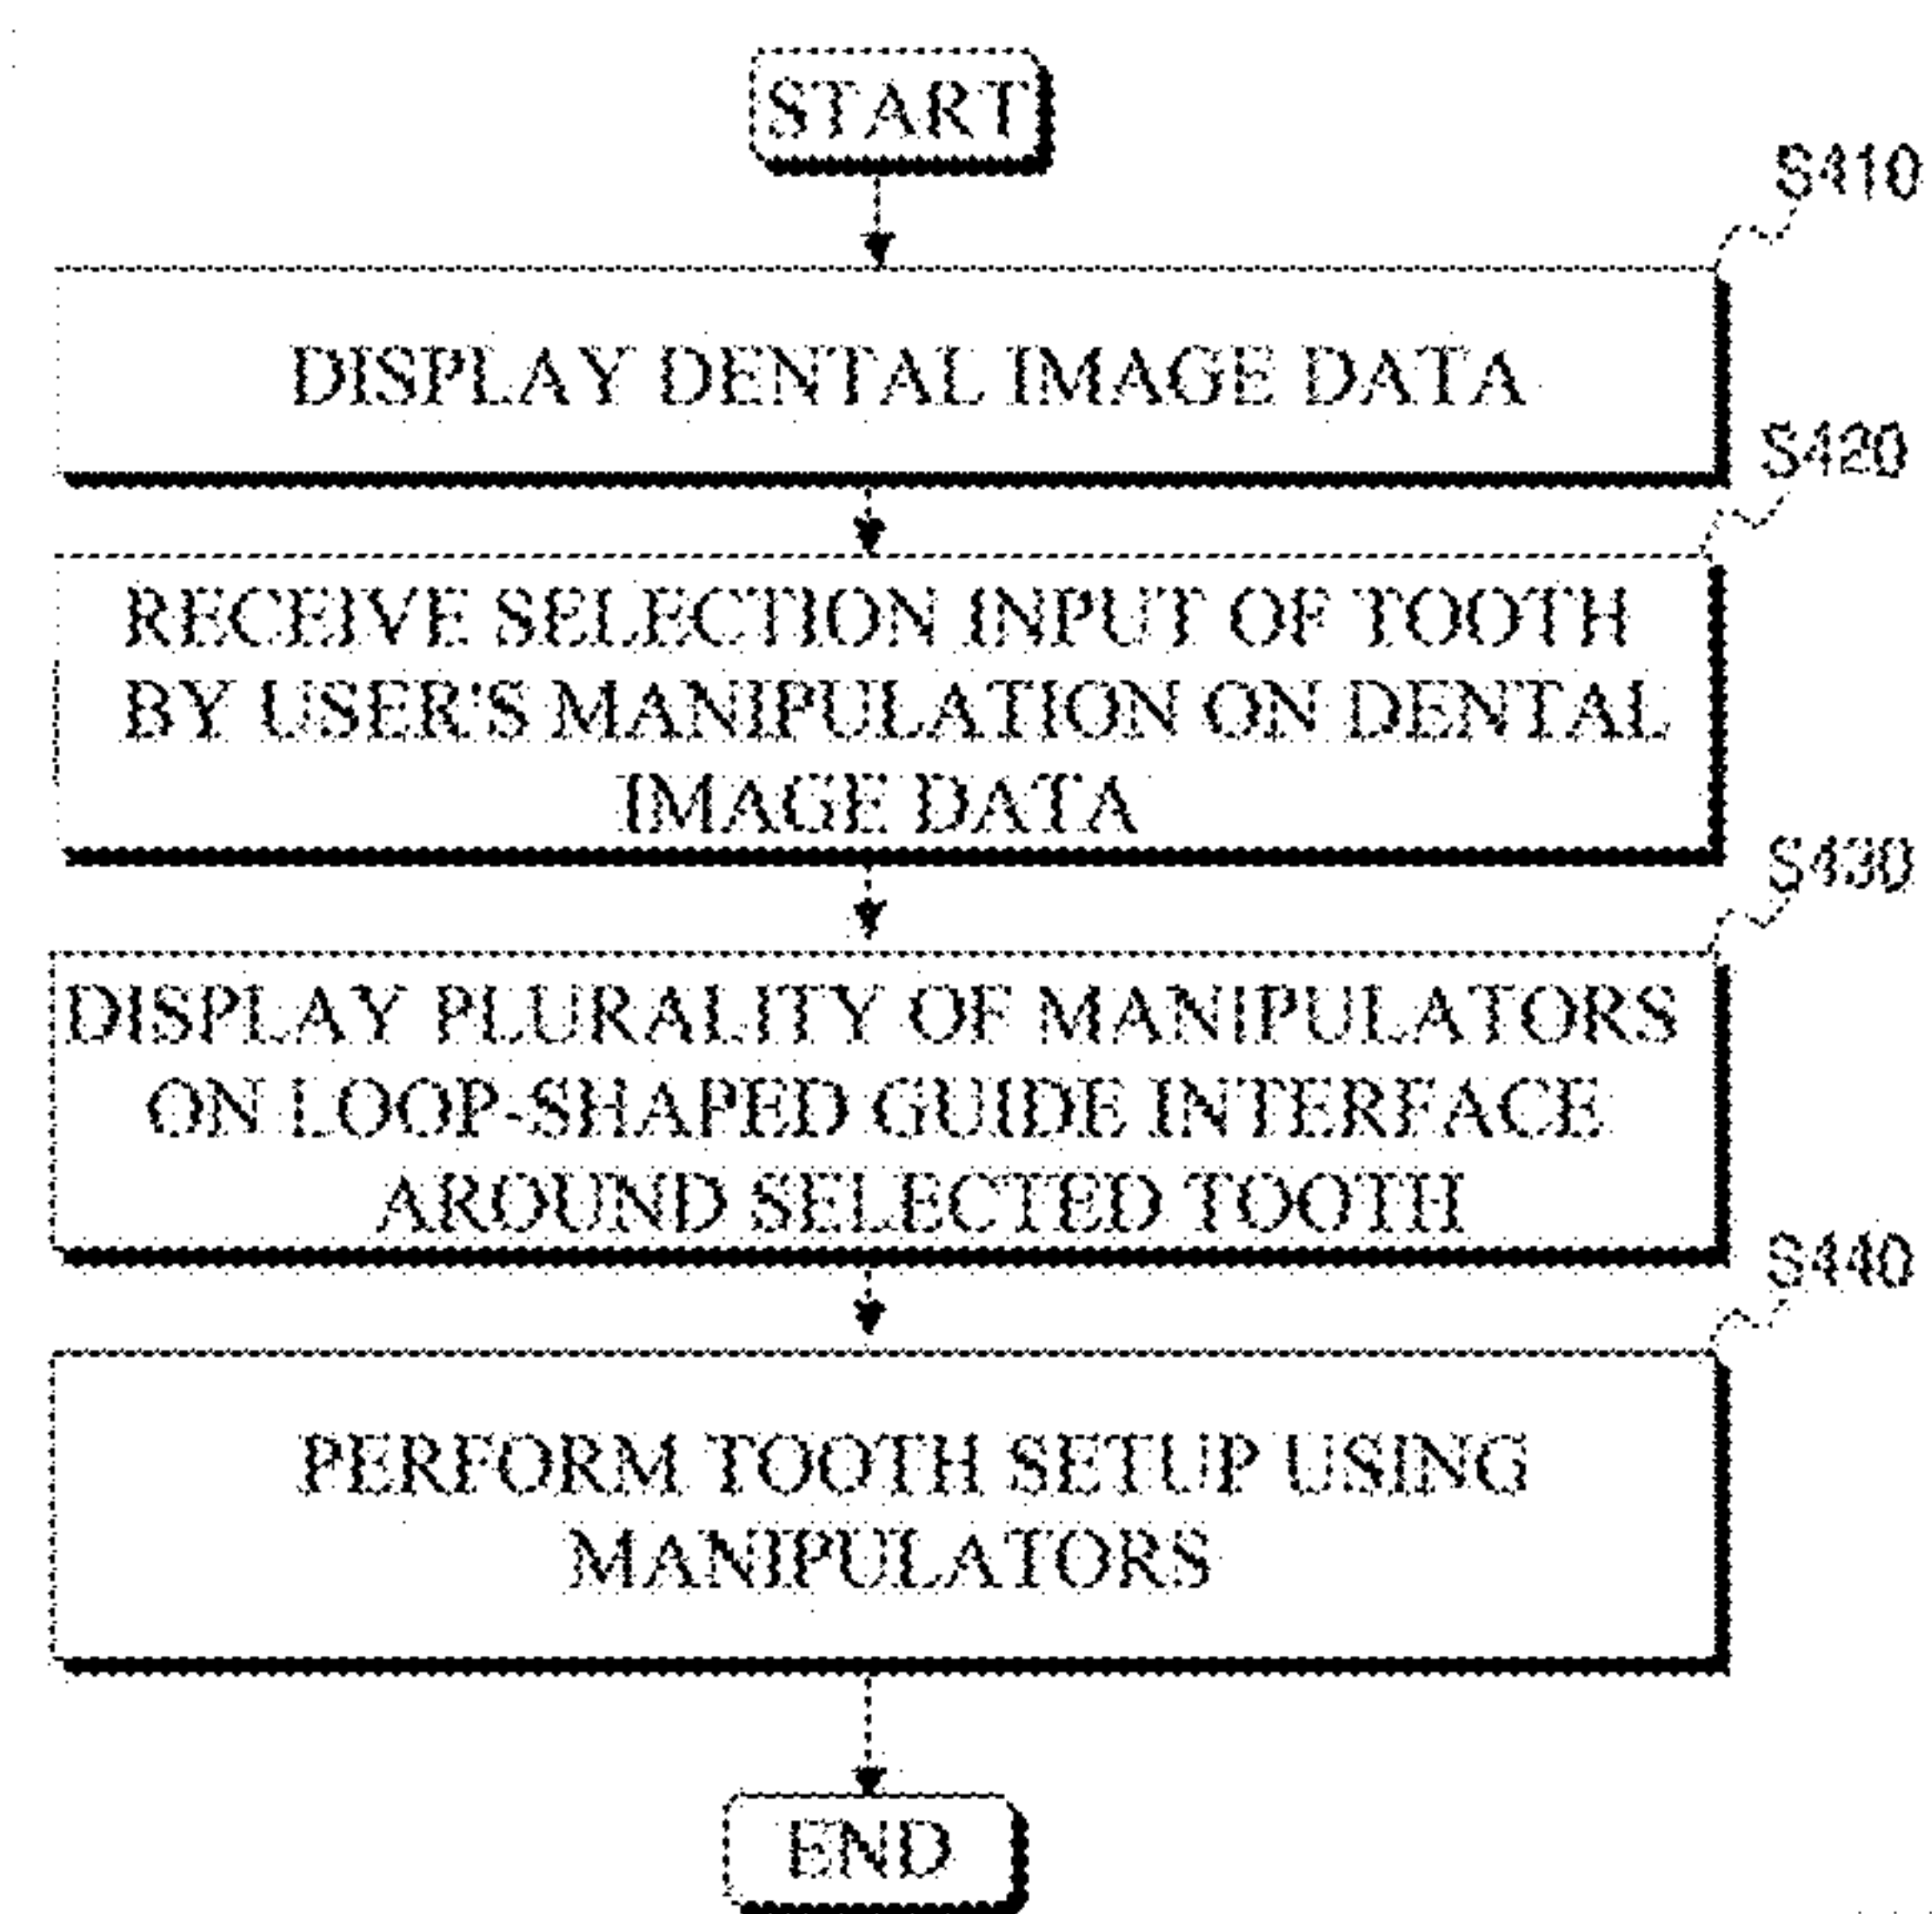 START
S410
DISPLAY DENTAL IMAGE DATA
S420
RECEIVE SELECTION INPUT OF TOOTH
BY USER'S MANIPULATION ON DENTAL
IMAGE DATA
S430
DISPLAY PLURALITY OF MANIPULATORS
ON LOOP-SHAPED GUIDE INTERFACE
AROUND SELECTED TOOTH
S440
PERFORM TOOTH SETUP USING
MANIPULATORS
END